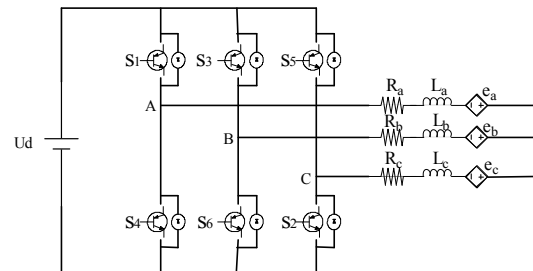 S1 S3 S5
Ra La ea
A
Rb Lb eb
B
Ud
Rc Lc ec
C
S4 S6 S2